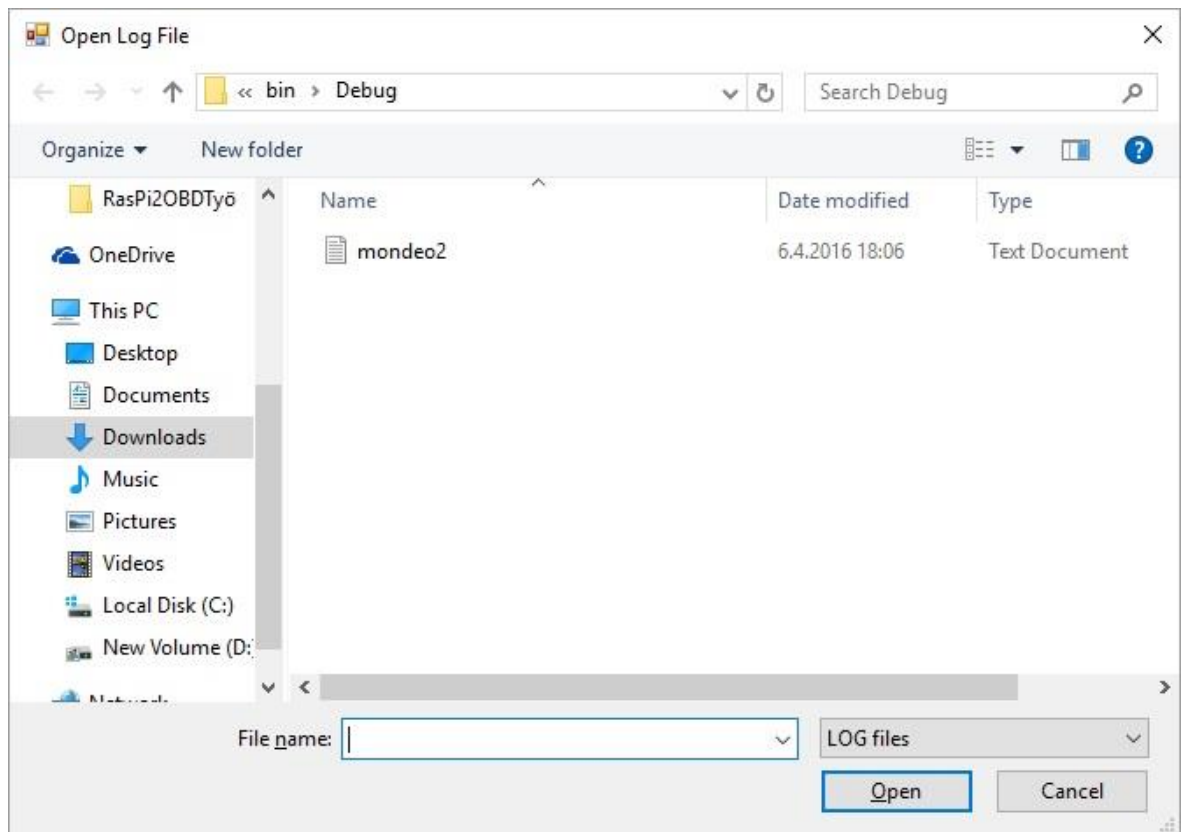 Open Log File
« bin › Debug
Search Debug
Organize
New folder
RasPi2OBDTyö
OneDrive
This PC
Desktop
Documents
Downloads
Music
Pictures
Videos
Local Disk (C:)
New Volume (D:
Network
Name
Date modified
Type
mondeo2
6.4.2016 18:06
Text Document
File name:
LOG files
Open
Cancel